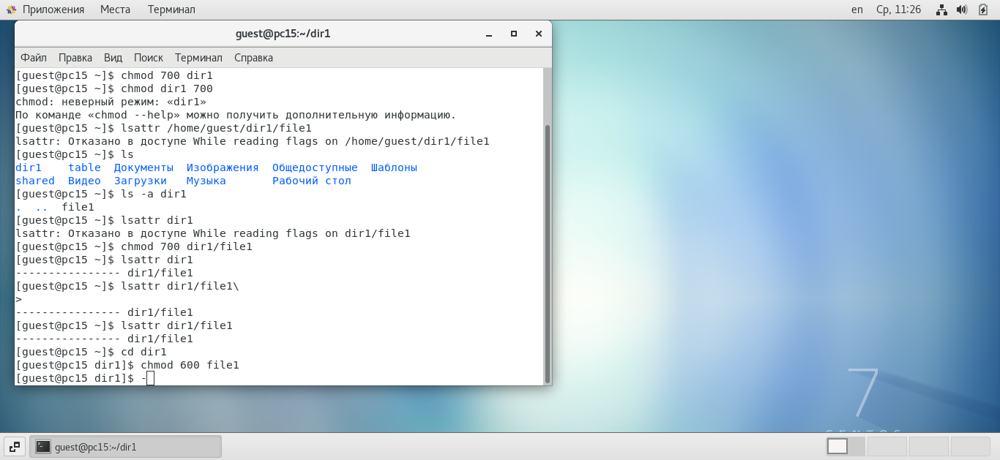 Приложения Места Терминал en Ср, 11:26
guest@pc15:~/dir1
Файл Правка Вид Поиск Терминал Справка
[guest@pc15 ~]$ chmod 700 dir1
[guest@pc15 ~]$ chmod dir1 700
chmod: неверный режим: «dir1»
По команде «chmod --help» можно получить дополнительную информацию.
[guest@pc15 ~]$ lsattr /home/guest/dir1/file1
lsattr: Отказано в доступе While reading flags on /home/guest/dir1/file1
[guest@pc15 ~]$ ls
dir1    table  Документы  Изображения  Общедоступные  Шаблоны
shared  Видео  Загрузки   Музыка       Рабочий стол
[guest@pc15 ~]$ ls -a dir1
.  ..  file1
[guest@pc15 ~]$ lsattr dir1
lsattr: Отказано в доступе While reading flags on dir1/file1
[guest@pc15 ~]$ chmod 700 dir1/file1
[guest@pc15 ~]$ lsattr dir1
---------------- dir1/file1
[guest@pc15 ~]$ lsattr dir1/file1\
>
---------------- dir1/file1
[guest@pc15 ~]$ lsattr dir1/file1
---------------- dir1/file1
[guest@pc15 ~]$ cd dir1
[guest@pc15 dir1]$ chmod 600 file1
[guest@pc15 dir1]$ -
7
guest@pc15:~/dir1